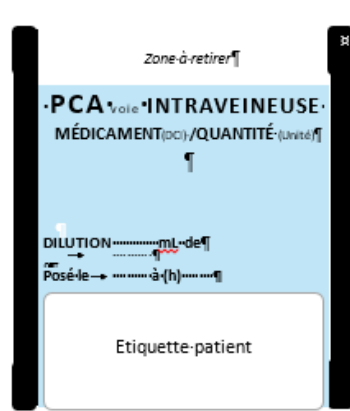 Zone à retirer¶
PCA voie INTRAVEINEUSE
MÉDICAMENT(DCI)/QUANTITÉ (Unité)¶
¶
¶
DILUTION············mL de¶
→ ··········¶
Posé le→ ········à (h)········¶
Etiquette patient